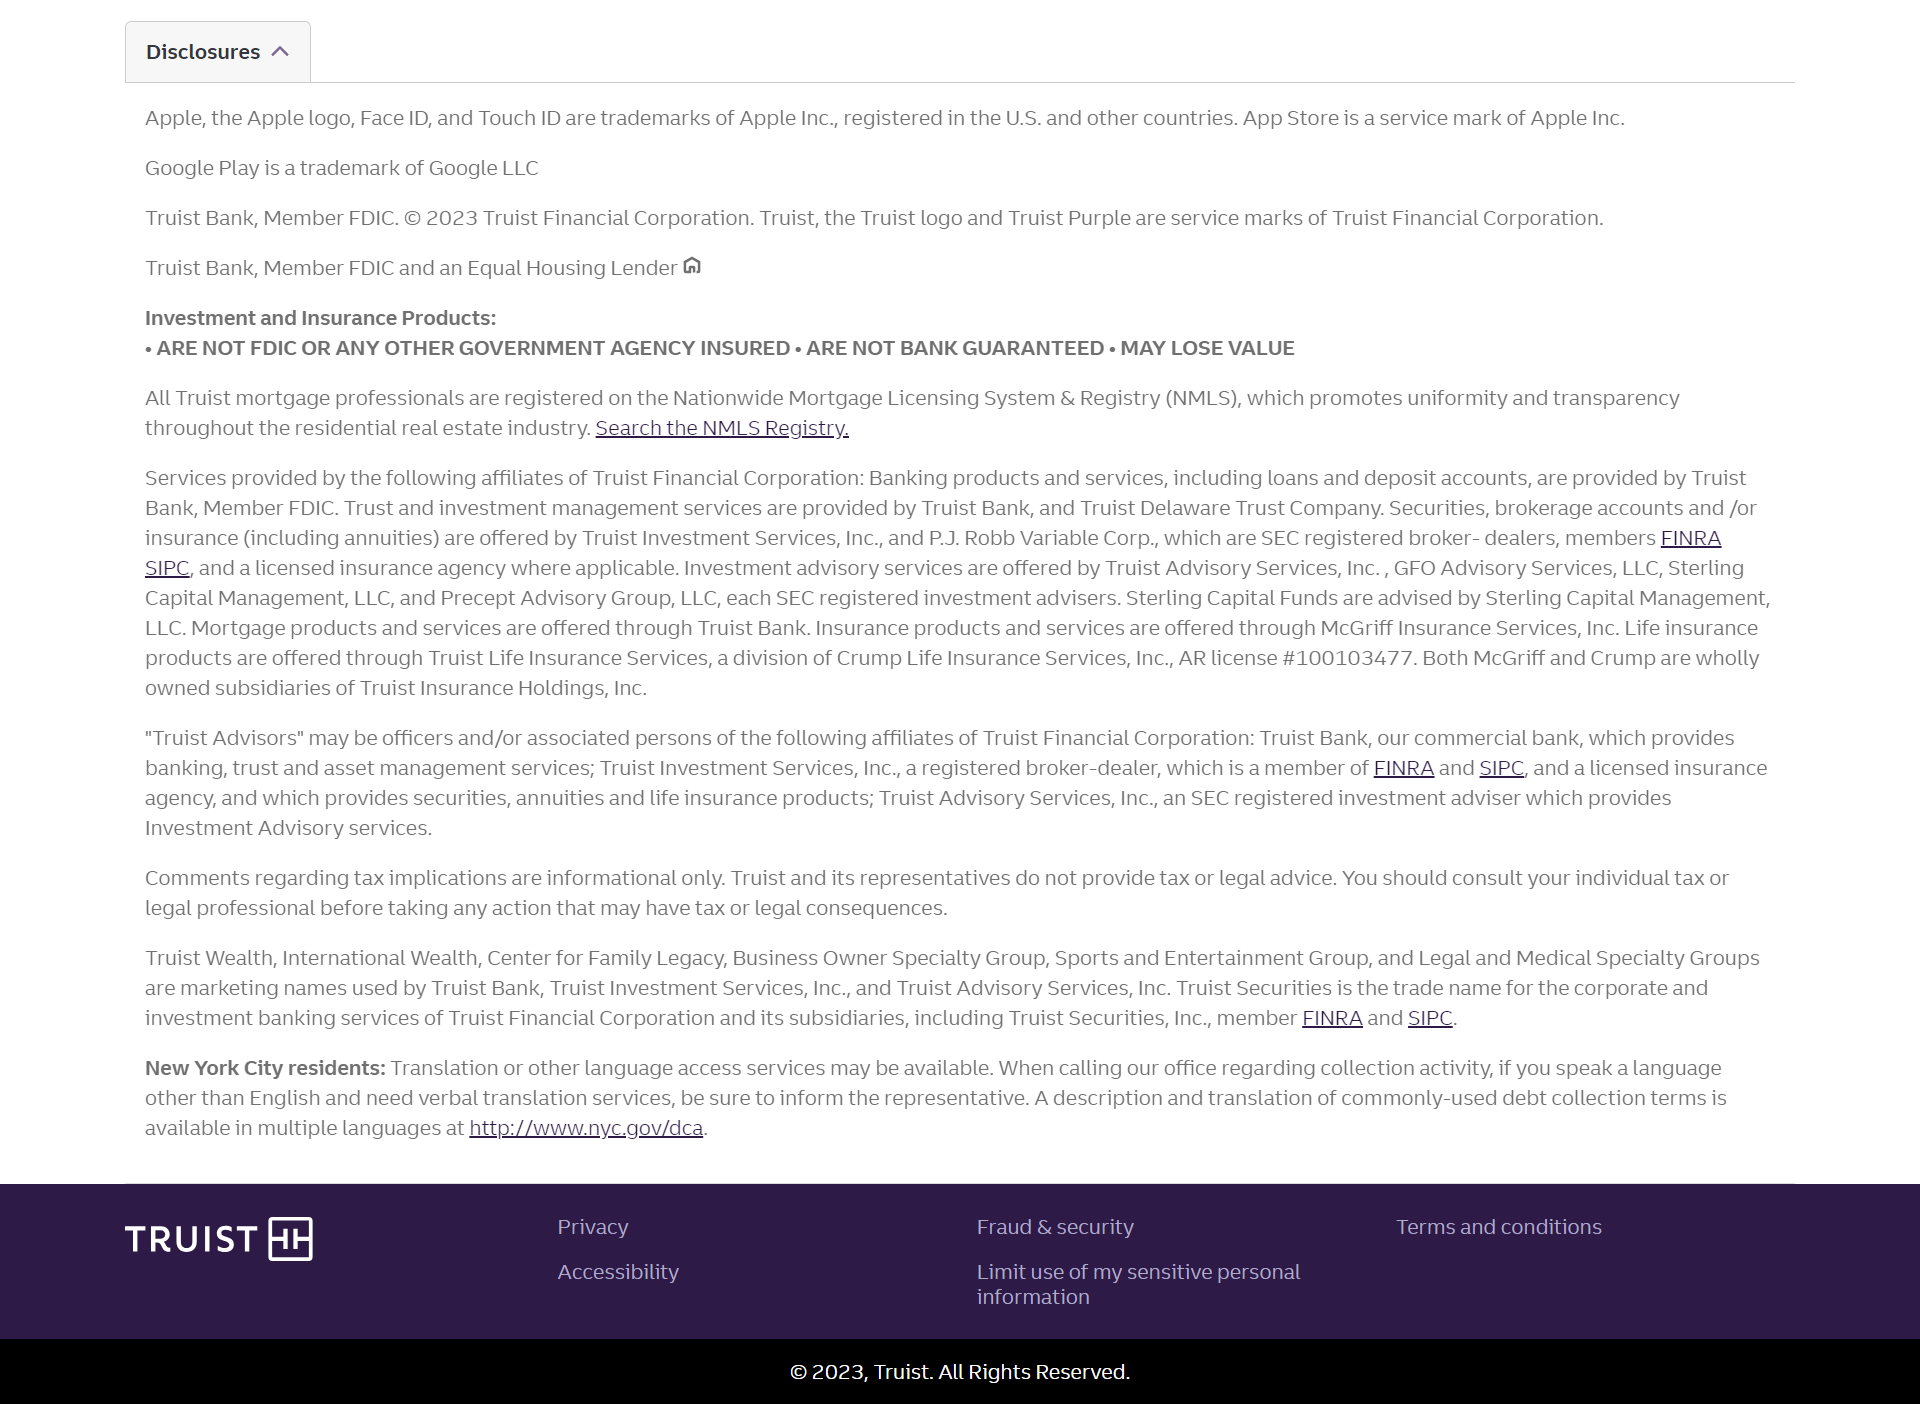 Disclosures
Apple, the Apple logo, Face ID, and Touch ID are trademarks of Apple Inc., registered in the U.S. and other countries. App Store is a service mark of Apple Inc.
Google Play is a trademark of Google LLC
Truist Bank, Member FDIC. © 2023 Truist Financial Corporation. Truist, the Truist logo and Truist Purple are service marks of Truist Financial Corporation.
Truist Bank, Member FDIC and an Equal Housing Lender
Investment and Insurance Products:
• ARE NOT FDIC OR ANY OTHER GOVERNMENT AGENCY INSURED • ARE NOT BANK GUARANTEED • MAY LOSE VALUE
All Truist mortgage professionals are registered on the Nationwide Mortgage Licensing System & Registry (NMLS), which promotes uniformity and transparency
throughout the residential real estate industry. Search the NMLS Registry.
Services provided by the following affiliates of Truist Financial Corporation: Banking products and services, including loans and deposit accounts, are provided by Truist
Bank, Member FDIC. Trust and investment management services are provided by Truist Bank, and Truist Delaware Trust Company. Securities, brokerage accounts and /or
insurance (including annuities) are offered by Truist Investment Services, Inc., and P.J. Robb Variable Corp., which are SEC registered broker- dealers, members FINRA
SIPC, and a licensed insurance agency where applicable. Investment advisory services are offered by Truist Advisory Services, Inc. , GFO Advisory Services, LLC, Sterling
Capital Management, LLC, and Precept Advisory Group, LLC, each SEC registered investment advisers. Sterling Capital Funds are advised by Sterling Capital Management,
LLC. Mortgage products and services are offered through Truist Bank. Insurance products and services are offered through McGriff Insurance Services, Inc. Life insurance
products are offered through Truist Life Insurance Services, a division of Crump Life Insurance Services, Inc., AR license #100103477. Both McGriff and Crump are wholly
owned subsidiaries of Truist Insurance Holdings, Inc.
"Truist Advisors" may be officers and/or associated persons of the following affiliates of Truist Financial Corporation: Truist Bank, our commercial bank, which provides
banking, trust and asset management services; Truist Investment Services, Inc., a registered broker-dealer, which is a member of FINRA and SIPC, and a licensed insurance
agency, and which provides securities, annuities and life insurance products; Truist Advisory Services, Inc., an SEC registered investment adviser which provides
Investment Advisory services.
Comments regarding tax implications are informational only. Truist and its representatives do not provide tax or legal advice. You should consult your individual tax or
legal professional before taking any action that may have tax or legal consequences.
Truist Wealth, International Wealth, Center for Family Legacy, Business Owner Specialty Group, Sports and Entertainment Group, and Legal and Medical Specialty Groups
are marketing names used by Truist Bank, Truist Investment Services, Inc., and Truist Advisory Services, Inc. Truist Securities is the trade name for the corporate and
investment banking services of Truist Financial Corporation and its subsidiaries, including Truist Securities, Inc., member FINRA and SIPC.
New York City residents: Translation or other language access services may be available. When calling our office regarding collection activity, if you speak a language
other than English and need verbal translation services, be sure to inform the representative. A description and translation of commonly-used debt collection terms is
available in multiple languages at http://www.nyc.gov/dca.
TRUIST
Privacy
Fraud & security
Terms and conditions
Accessibility
Limit use of my sensitive personal
information
© 2023, Truist. All Rights Reserved.